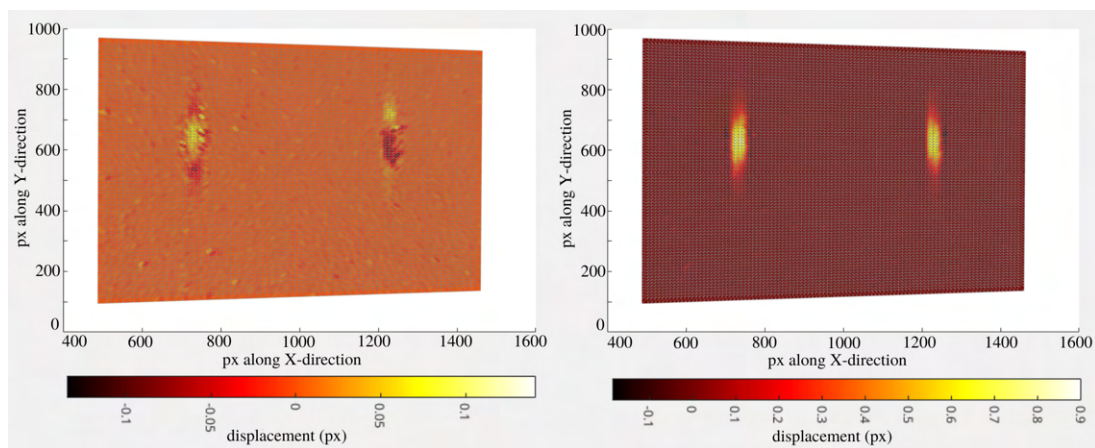 1000
800
600
400
200
0
400 600 800 1000 1200 1400 1600
px along Y-direction
px along X-direction
-0.1 -0.05 0 0.05 0.1
displacement (px)
1000
800
600
400
200
0
400 600 800 1000 1200 1400 1600
px along Y-direction
px along X-direction
-0.1 0 0.1 0.2 0.3 0.4 0.5 0.6 0.7 0.8 0.9
displacement (px)